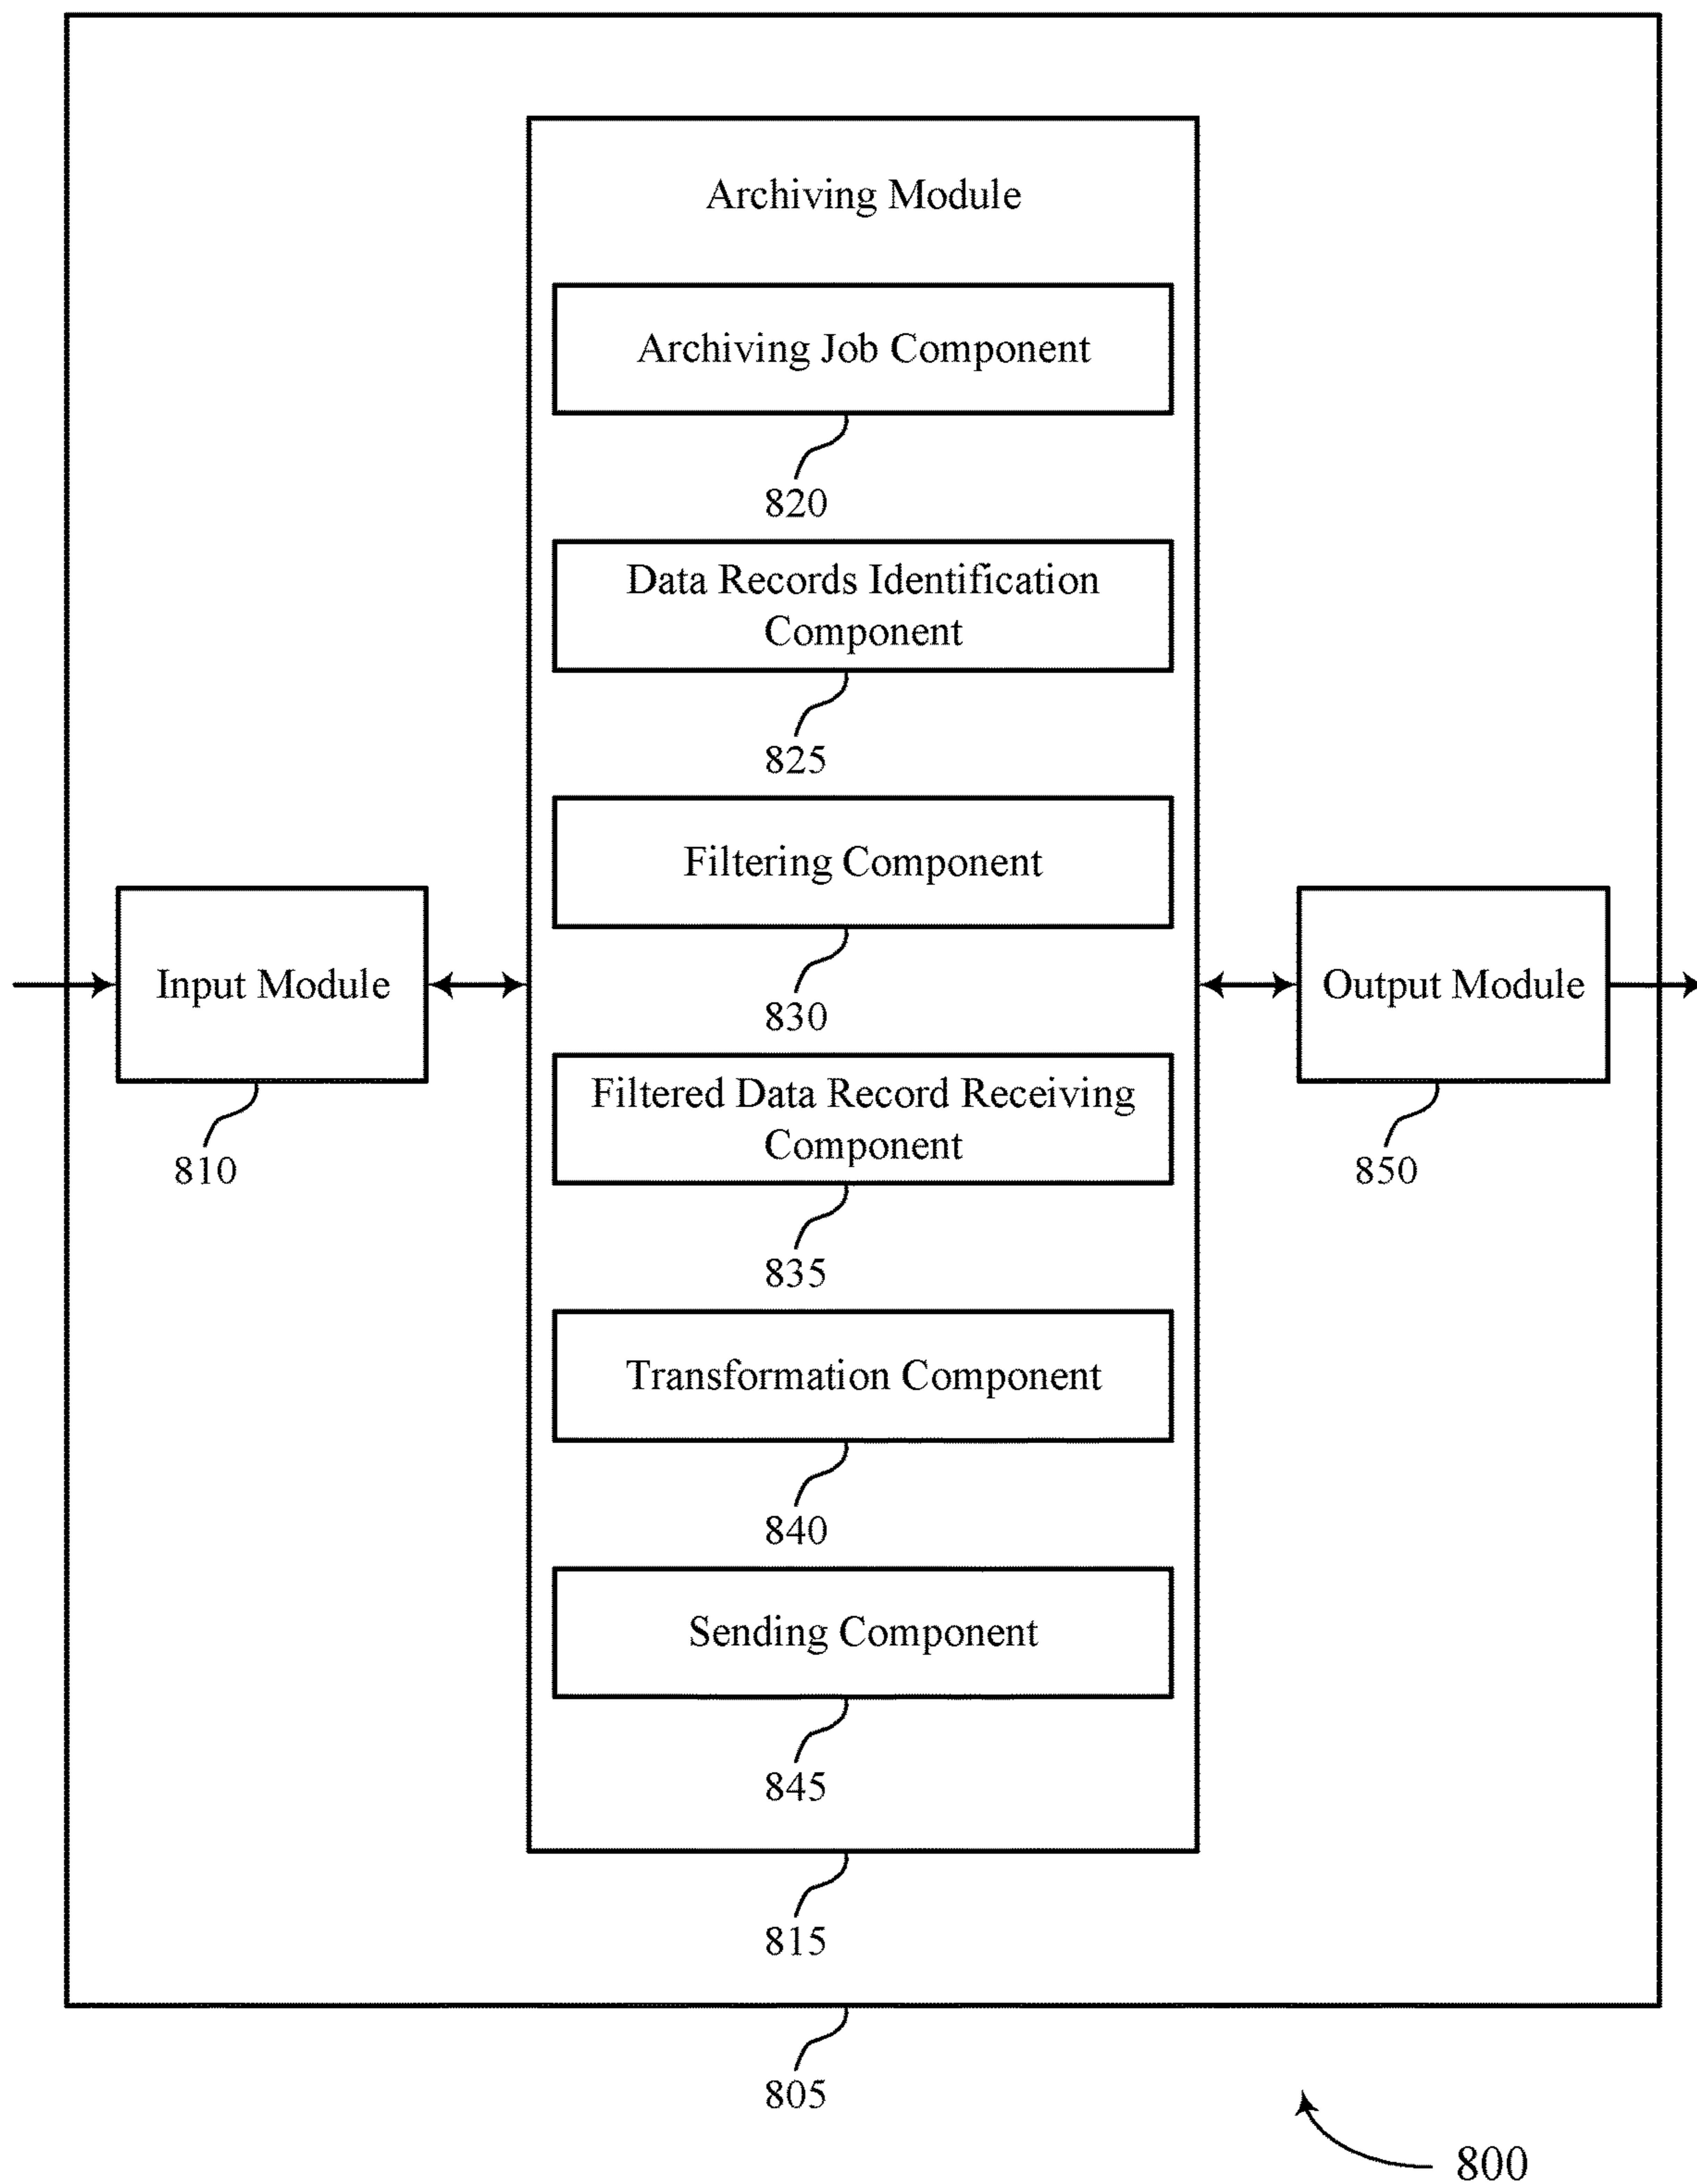 Archiving Module
Archiving Job Component
820
Data Records Identification
Component
825
Filtering Component
830
Input Module
810
Filtered Data Record Receiving
Component
835
Output Module
850
Transformation Component
840
Sending Component
845
815
805
800